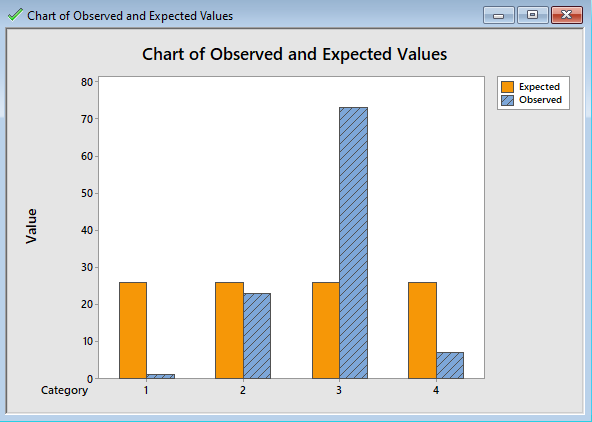 Chart of Observed and Expected Values
Chart of Observed and Expected Values
Expected
Observed
80
70
60
50
40
30
20
10
0
Value
Category 1 2 3 4